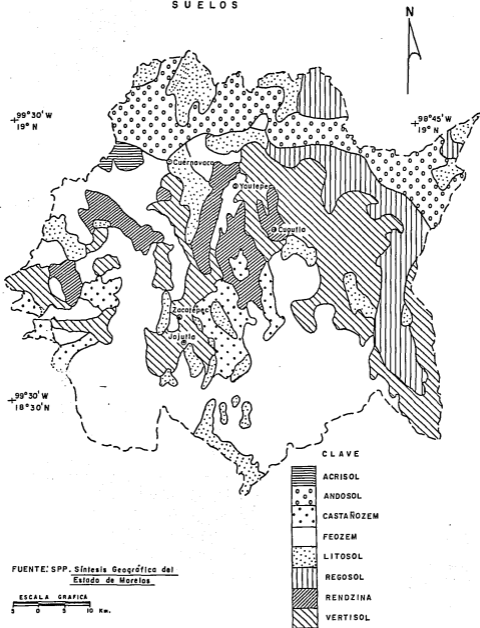 SUELOS
N
99°30'W
19°N
98°45'W
19°N
Cuernavaca
Yautepec
Cuautla
Zacatepec
Jojutla
99°30'W
18°30'N
CLAVE
ACRISOL
ANDOSOL
CASTAÑOZEM
FEOZEM
LITOSOL
REGOSOL
RENDZINA
VERTISOL
FUENTE: SPP. Síntesis Geográfica del
Estado de Morelos
ESCALA GRAFICA
5 0 5 10 Km.